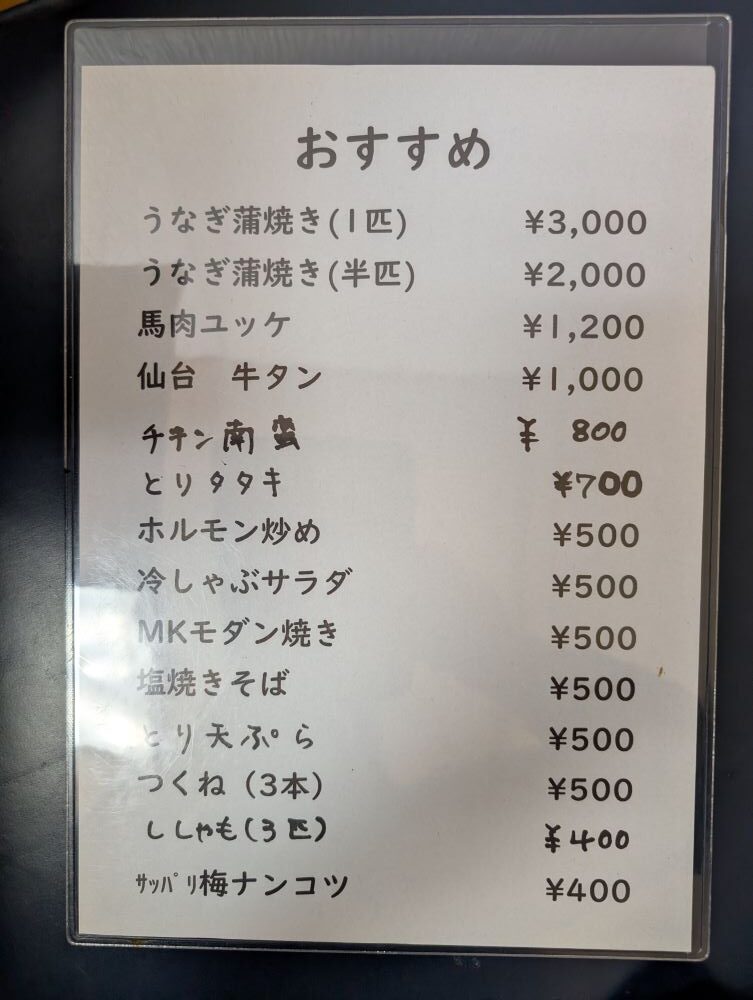 おすすめ
うなぎ蒲焼き(1匹) ¥3,000
うなぎ蒲焼き(半匹) ¥2,000
馬肉ユッケ ¥1,200
仙台 牛タン ¥1,000
チキン南蛮 ¥ 800
とりタタキ ¥700
ホルモン炒め ¥500
冷しゃぶサラダ ¥500
MKモダン焼き ¥500
塩焼きそば ¥500
とり天ぷら ¥500
つくね（3本） ¥500
ししゃも(3匹) ¥400
ｻｯﾊﾟﾘ梅ナンコツ ¥400